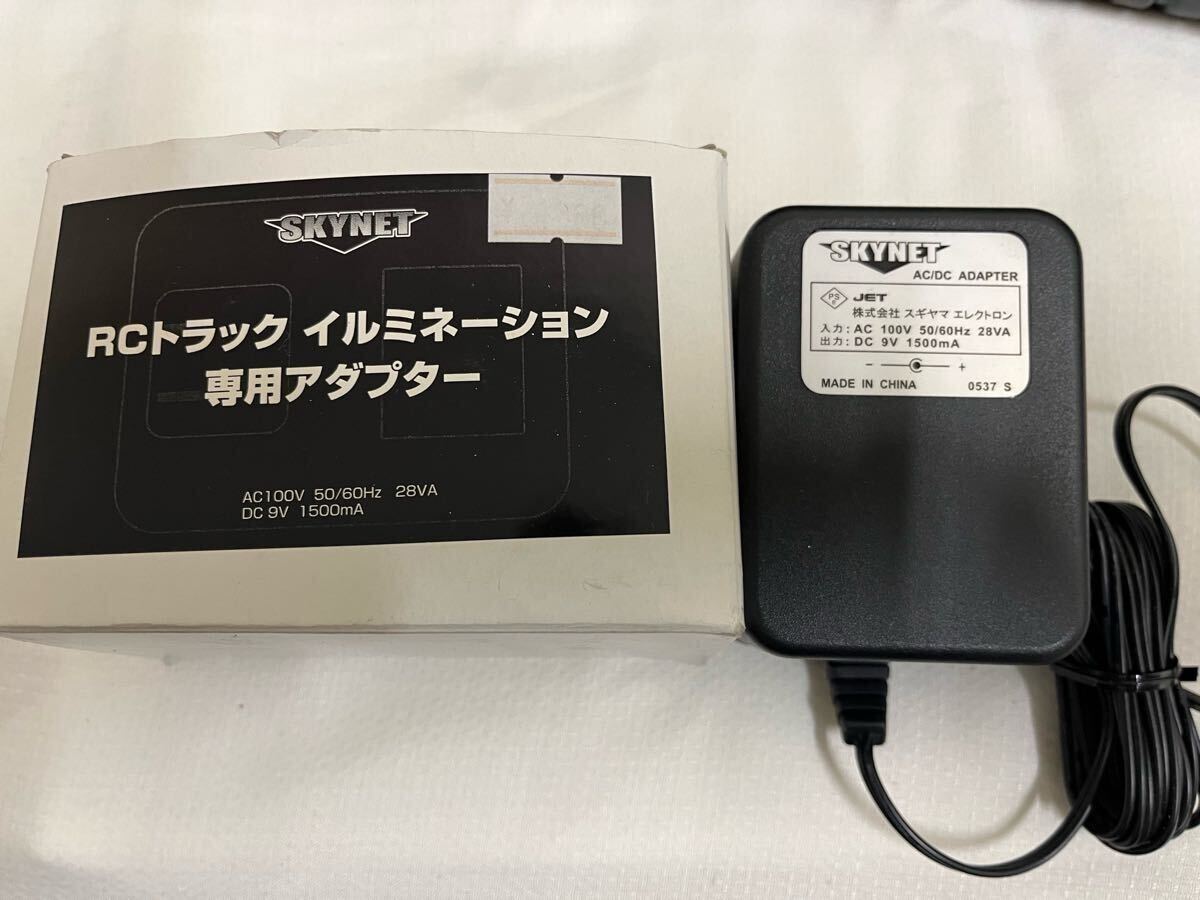 SKYNET
RCトラック イルミネーション
専用アダプター
AC100V 50/60Hz 28VA
DC 9V 1500mA
SKYNET
AC/DC ADAPTER
PS
E
JET
株式会社 スギヤマ エレクトロン
入力: AC 100V 50/60Hz 28VA
出力: DC 9V 1500mA
- +
MADE IN CHINA 0537 S